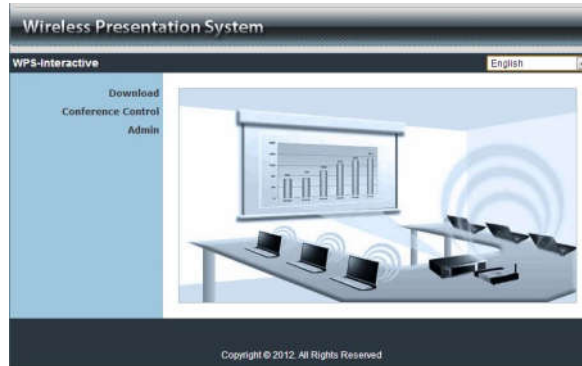 Wireless Presentation System
WPS-Interactive
English
Download
Conference Control
Admin
Copyright © 2012. All Rights Reserved